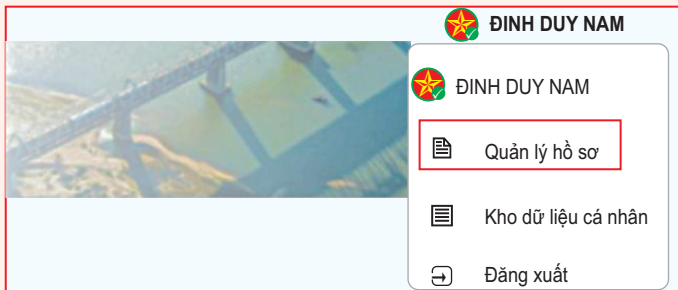 ĐINH DUY NAM
ĐINH DUY NAM
Quản lý hồ sơ
Kho dữ liệu cá nhân
Đăng xuất